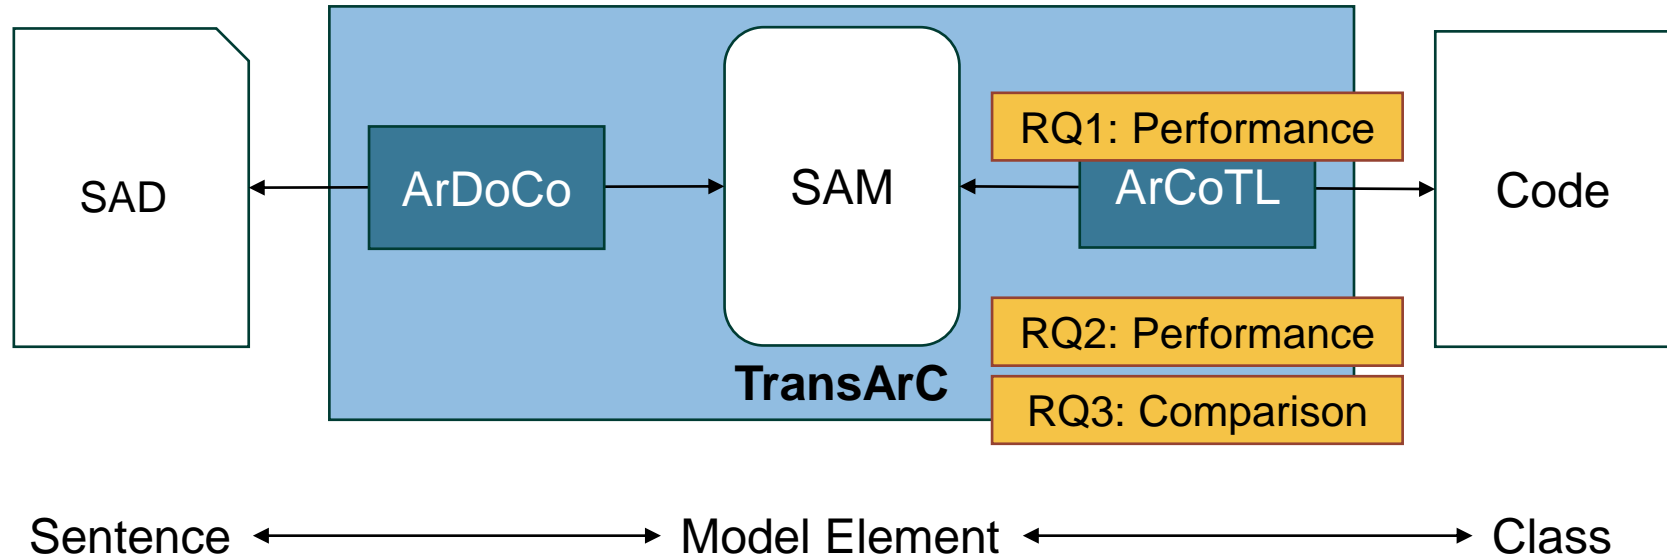 SAD
ArDoCo
SAM
RQ1: Performance
ArCoTL
Code
RQ2: Performance
TransArC
RQ3: Comparison
Sentence
Model Element
Class